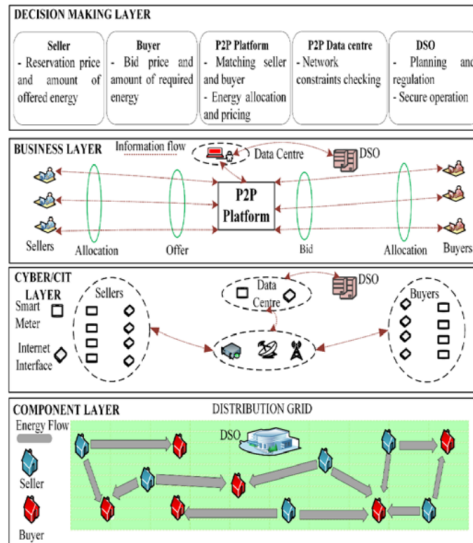 DECISION MAKING LAYER
Seller
- Reservation price
and amount of
offered energy
Buyer
- Bid price and
amount of required
energy
P2P Platform
- Matching seller
and buyer
- Energy allocation
and pricing
P2P Data centre
- Network
constraints checking
DSO
- Planning and
regulation
- Secure operation
BUSINESS LAYER
Information flow
Data Centre
DSO
P2P
Platform
Sellers
Allocation
Offer
Bid
Allocation
Buyers
CYBER/CIT
LAYER
Sellers
Data
Centre
DSO
Buyers
Smart
Meter
Internet
Interface
COMPONENT LAYER
DISTRIBUTION GRID
Energy Flow
DSO
Seller
Buyer